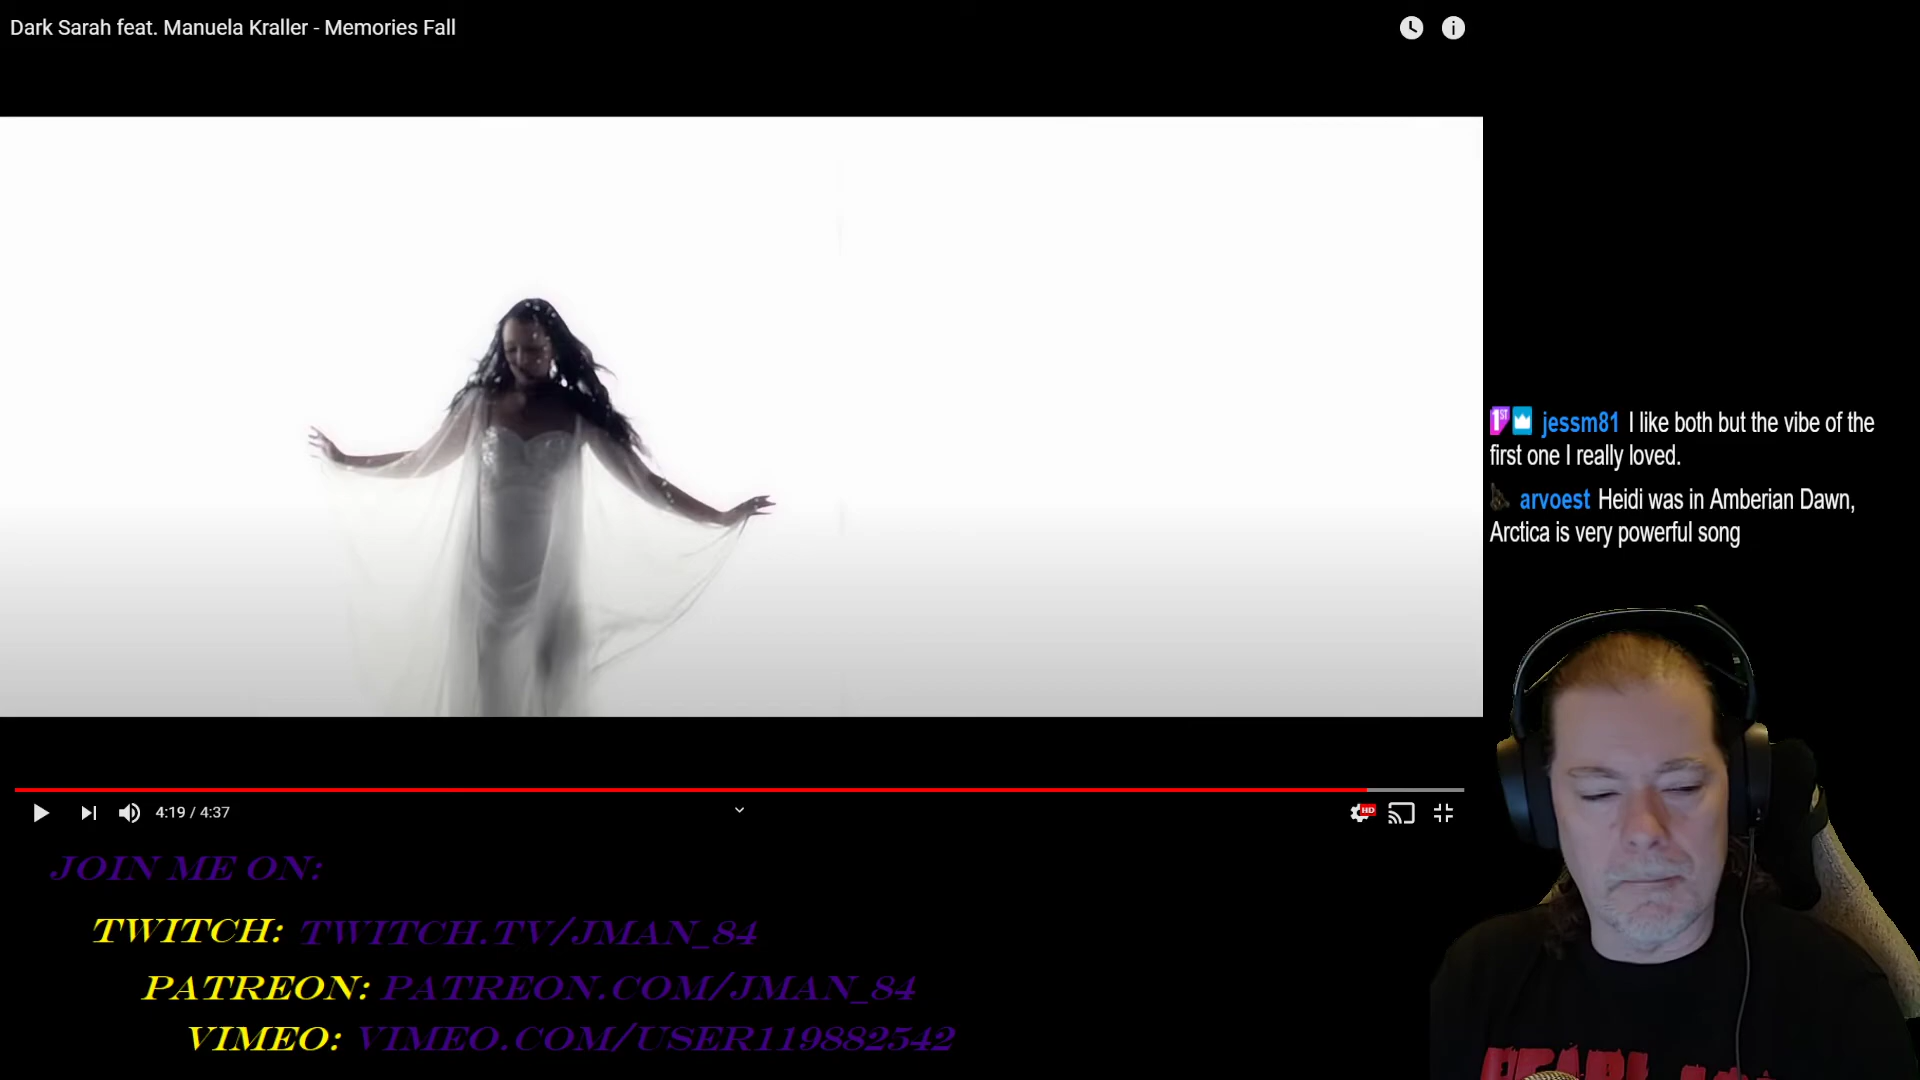 Dark Sarah feat. Manuela Kraller - Memories Fall
1ST jessm81 I like both but the vibe of the
first one I really loved.
arvoest Heidi was in Amberian Dawn,
Arctica is very powerful song
4:19 / 4:37
HD
JOIN ME ON:
TWITCH: TWITCH.TV/JMAN_84
PATREON: PATREON.COM/JMAN_84
VIMEO: VIMEO.COM/USER119882542